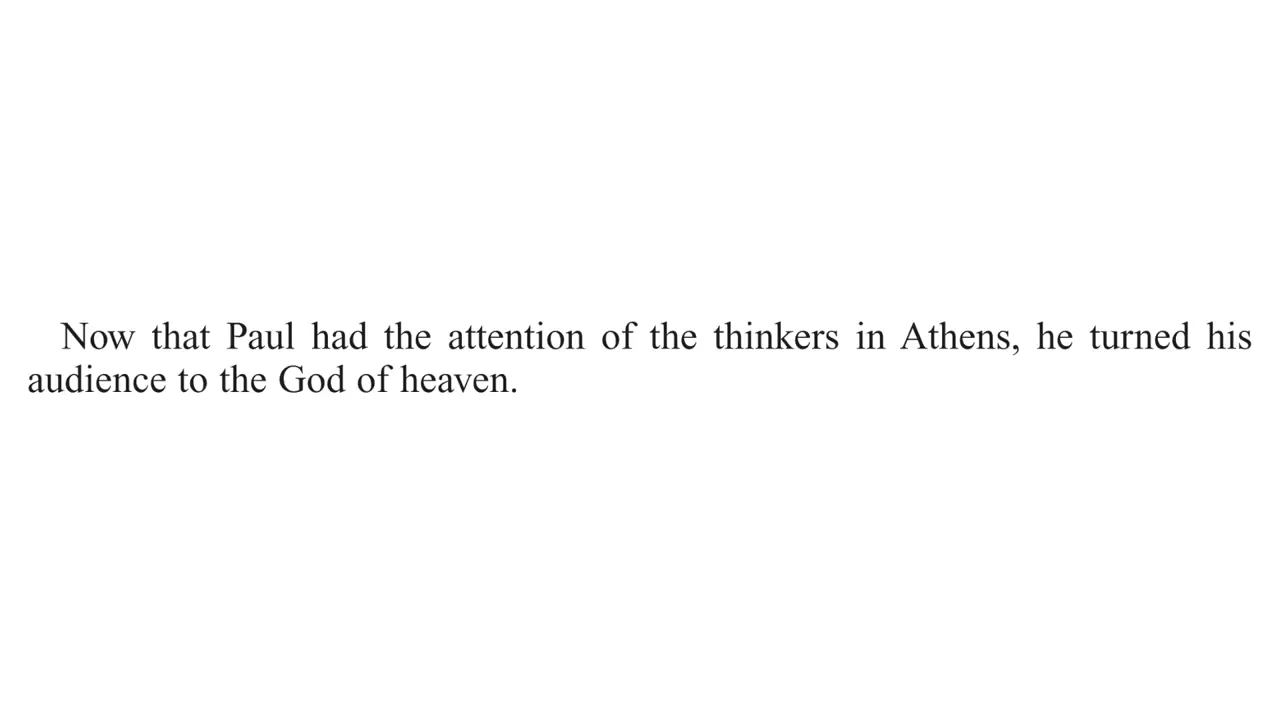 Now that Paul had the attention of the thinkers in Athens, he turned his
audience to the God of heaven.